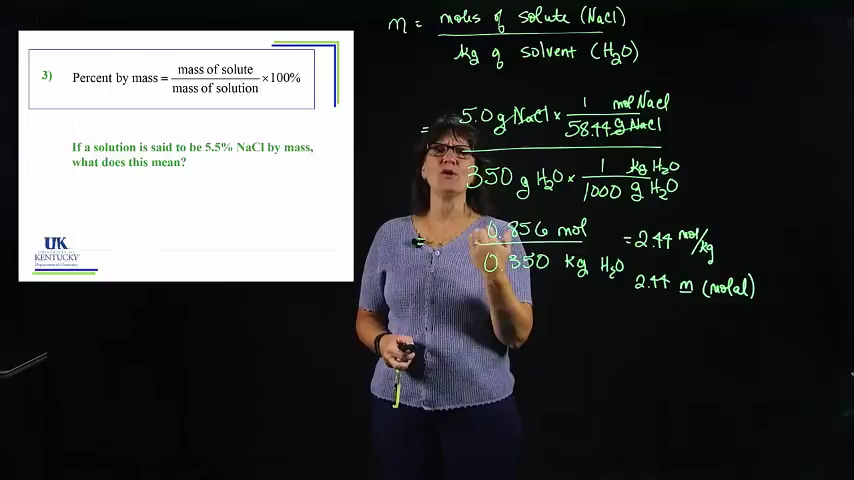 3) Percent by mass = mass of solute / mass of solution ×100%
If a solution is said to be 5.5% NaCl by mass,
what does this mean?
UK
KENTUCKY
Department of Chemistry
m = moles of solute (NaCl)
kg of solvent (H2O)
= 5.0 g NaCl × 1 mol NaCl / 58.44 g NaCl
350 g H2O × 1 kg H2O / 1000 g H2O
= 0.856 mol
0.350 kg H2O
= 2.44 mol/kg
2.44 m (molal)